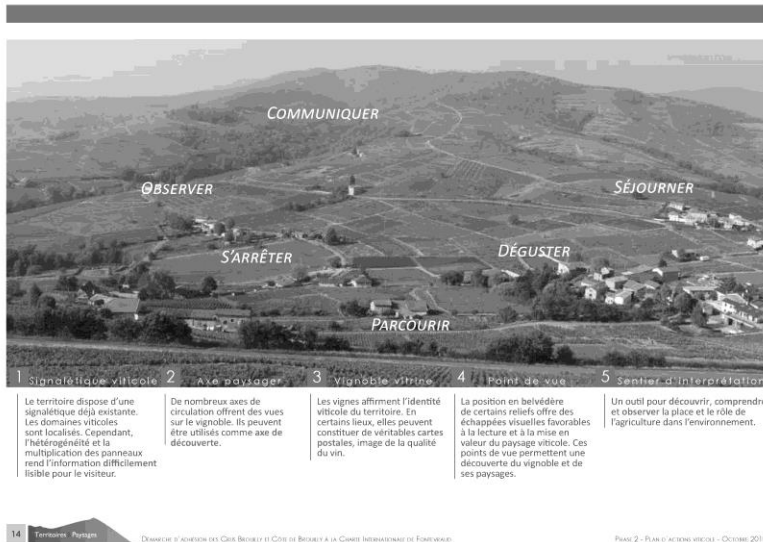 COMMUNIQUER
OBSERVER
SÉJOURNER
S'ARRÊTER
DÉGUSTER
PARCOURIR
1 Signalétique viticole
Le territoire dispose d'une
signalétique déjà existante.
Les domaines viticoles
sont localisés. Cependant,
l'hétérogénéité et la
multiplication des panneaux
rend l'information difficilement
lisible pour le visiteur.
2 Axe paysager
De nombreux axes de
circulation offrent des vues
sur le vignoble. Ils peuvent
être utilisés comme axe de
découverte.
3 Vignoble vitrine
Les vignes affirment l'identité
viticole du territoire. En
certains lieux, elles peuvent
constituer de véritables cartes
postales, image de la qualité
du vin.
4 Point de vue
La position en belvédère
de certains reliefs offre des
échappées visuelles favorables
à la lecture et à la mise en
valeur du paysage viticole. Ces
points de vue permettent une
découverte du vignoble et de
ses paysages.
5 Sentier d'interprétation
Un outil pour découvrir, comprendre
et observer la place et le rôle de
l'agriculture dans l'environnement.
14 Territoires Paysages
Démarche d'adhésion des Crus Brouilly et Côte de Brouilly à la Charte Internationale de Fontevraud
Phase 2 – Plan d'actions viticole – Octobre